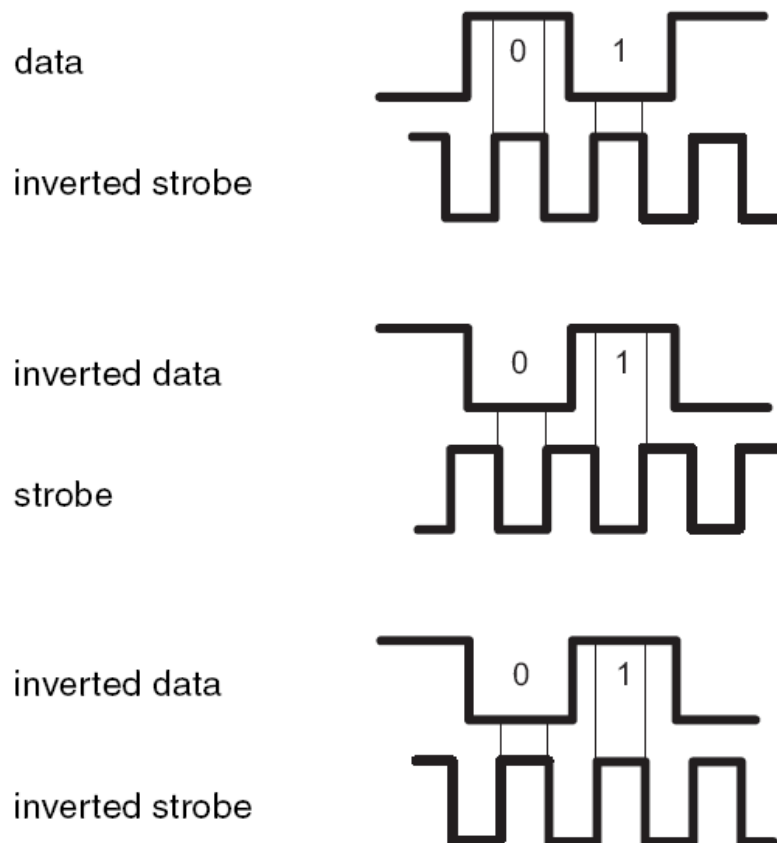 data
0 1
inverted strobe
inverted data
0 1
strobe
inverted data
0 1
inverted strobe